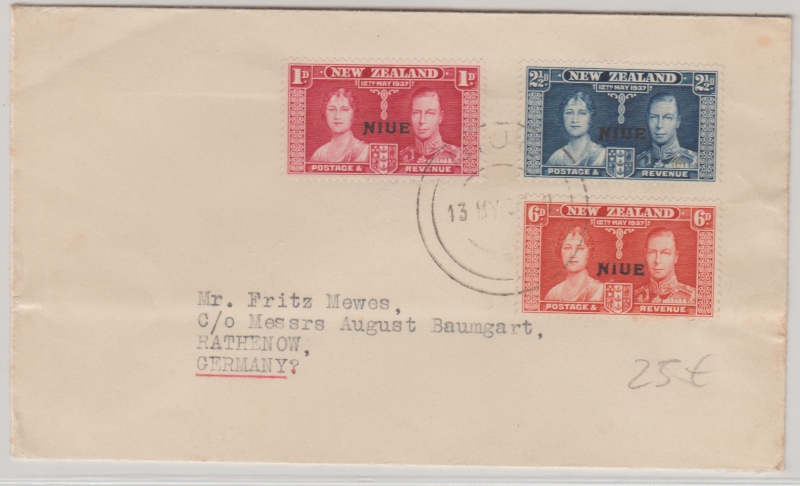 1D NEW ZEALAND 1D
12TH MAY 1937
NIUE
POSTAGE & REVENUE
2½D NEW ZEALAND 2½D
12TH MAY 1937
NIUE
POSTAGE & REVENUE
13 MY
6D NEW ZEALAND 6D
12TH MAY 1937
NIUE
POSTAGE & REVENUE
Mr. Fritz Mewes,
C/o Messrs August Baumgart,
RATHENOW,
GERMANY?
25€